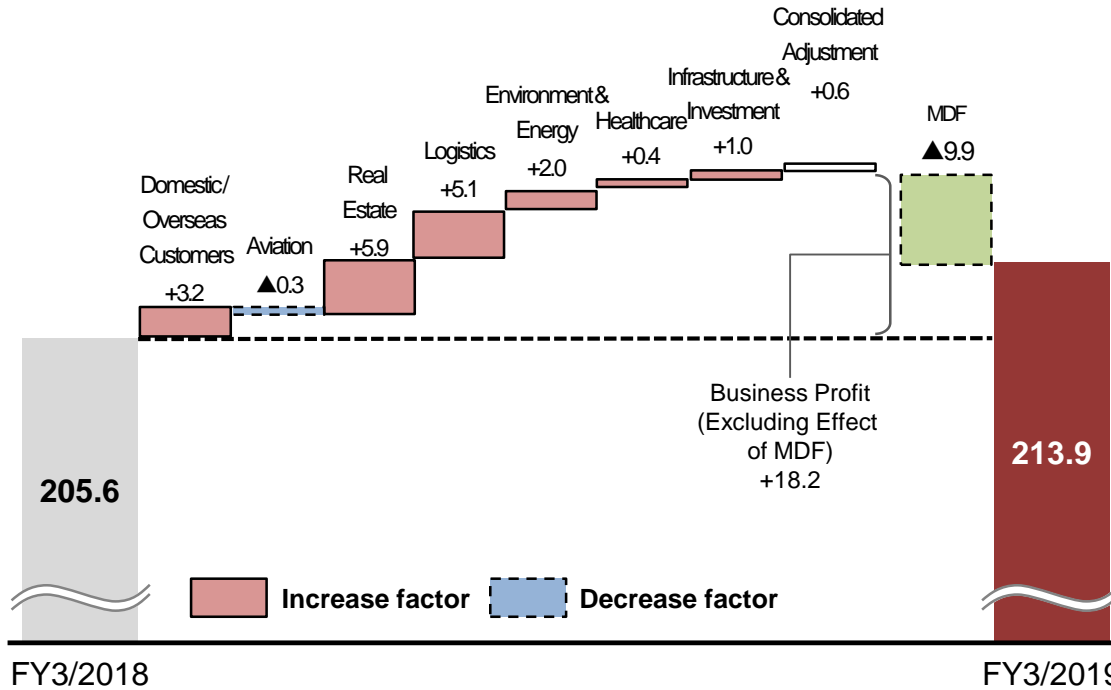 Domestic/
Overseas
Customers
+3.2
Aviation
▲0.3
Real
Estate
+5.9
Logistics
+5.1
Environment &
Energy
+2.0
Healthcare
+0.4
Infrastructure &
Investment
+1.0
Consolidated
Adjustment
+0.6
MDF
▲9.9
Business Profit
(Excluding Effect
of MDF)
+18.2
205.6
213.9
Increase factor
Decrease factor
FY3/2018
FY3/2019